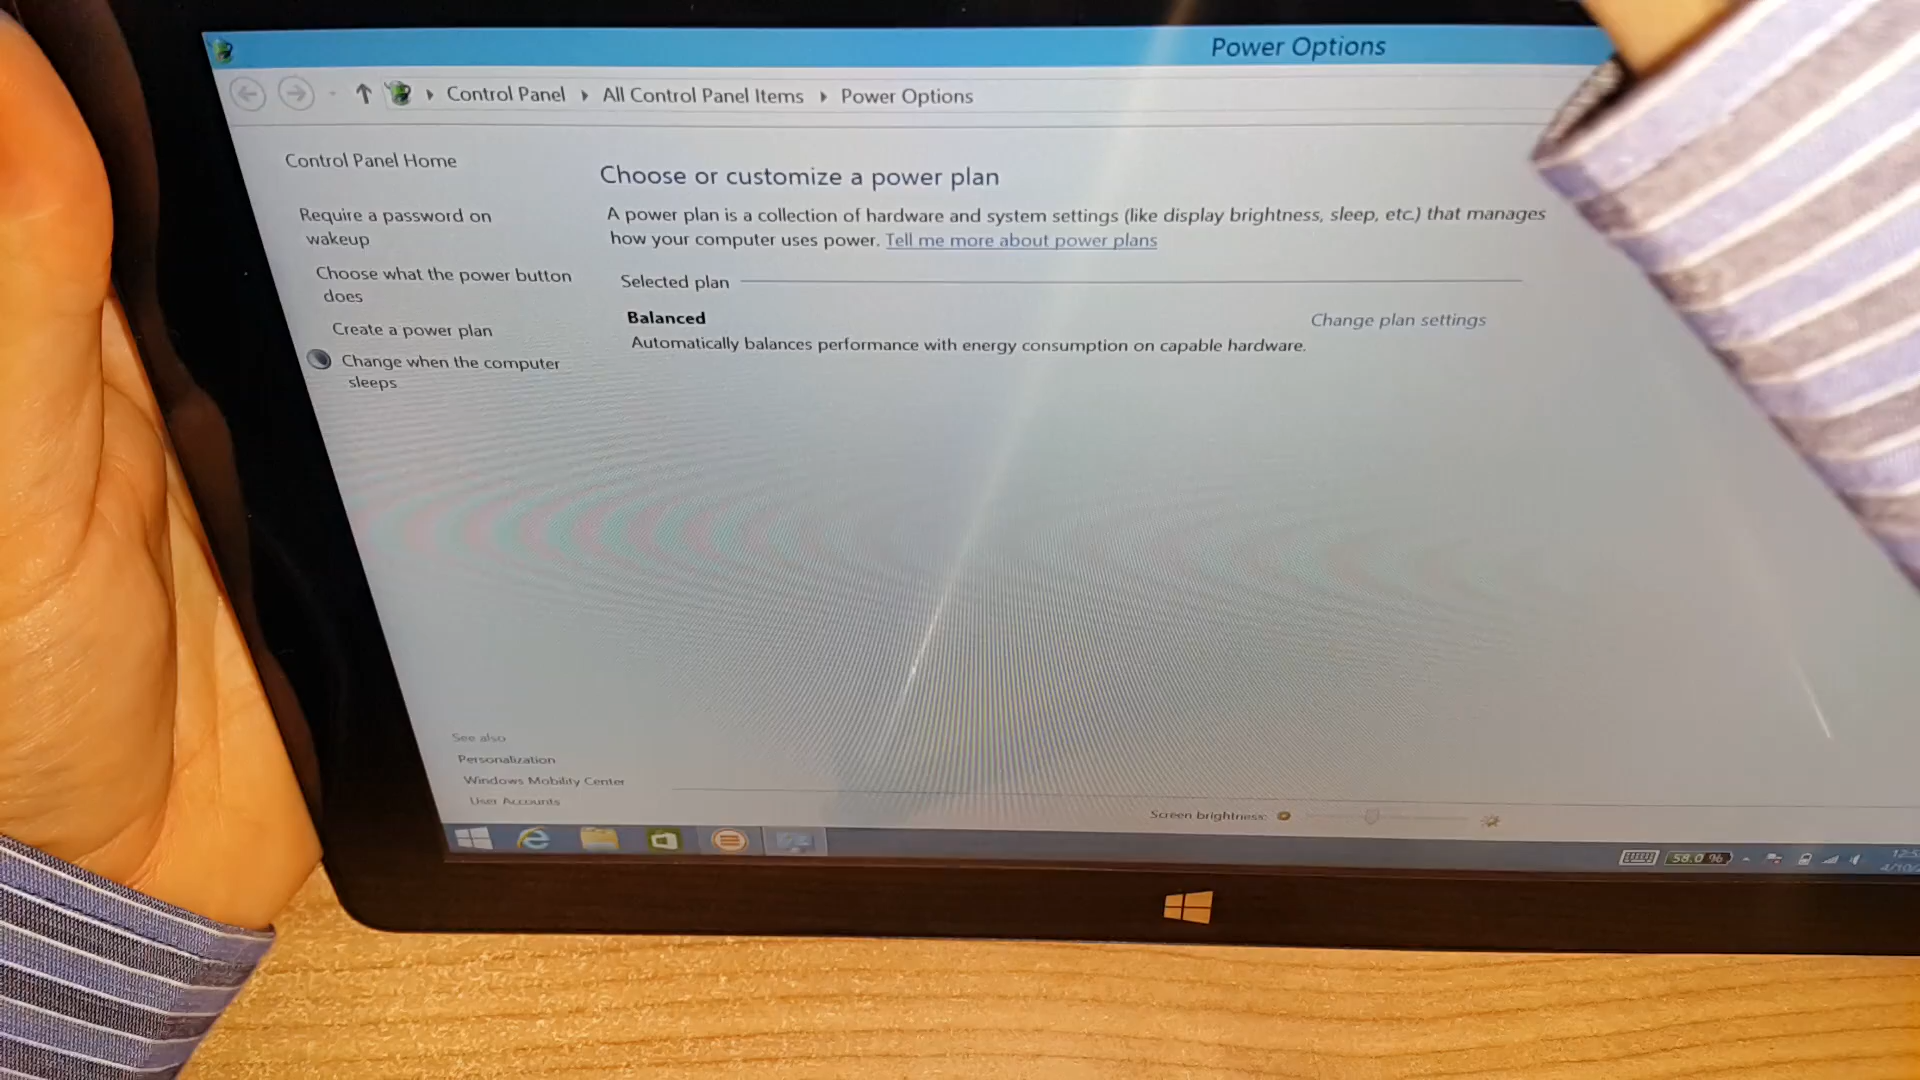 Power Options
Control Panel All Control Panel Items Power Options
Control Panel Home
Require a password on
wakeup
Choose what the power button
does
Create a power plan
Change when the computer
sleeps
Choose or customize a power plan
A power plan is a collection of hardware and system settings (like display brightness, sleep, etc.) that manages
how your computer uses power. Tell me more about power plans
Selected plan
Balanced
Change plan settings
Automatically balances performance with energy consumption on capable hardware.
See also
Personalization
Windows Mobility Center
User Accounts
Screen brightness:
58.0 %